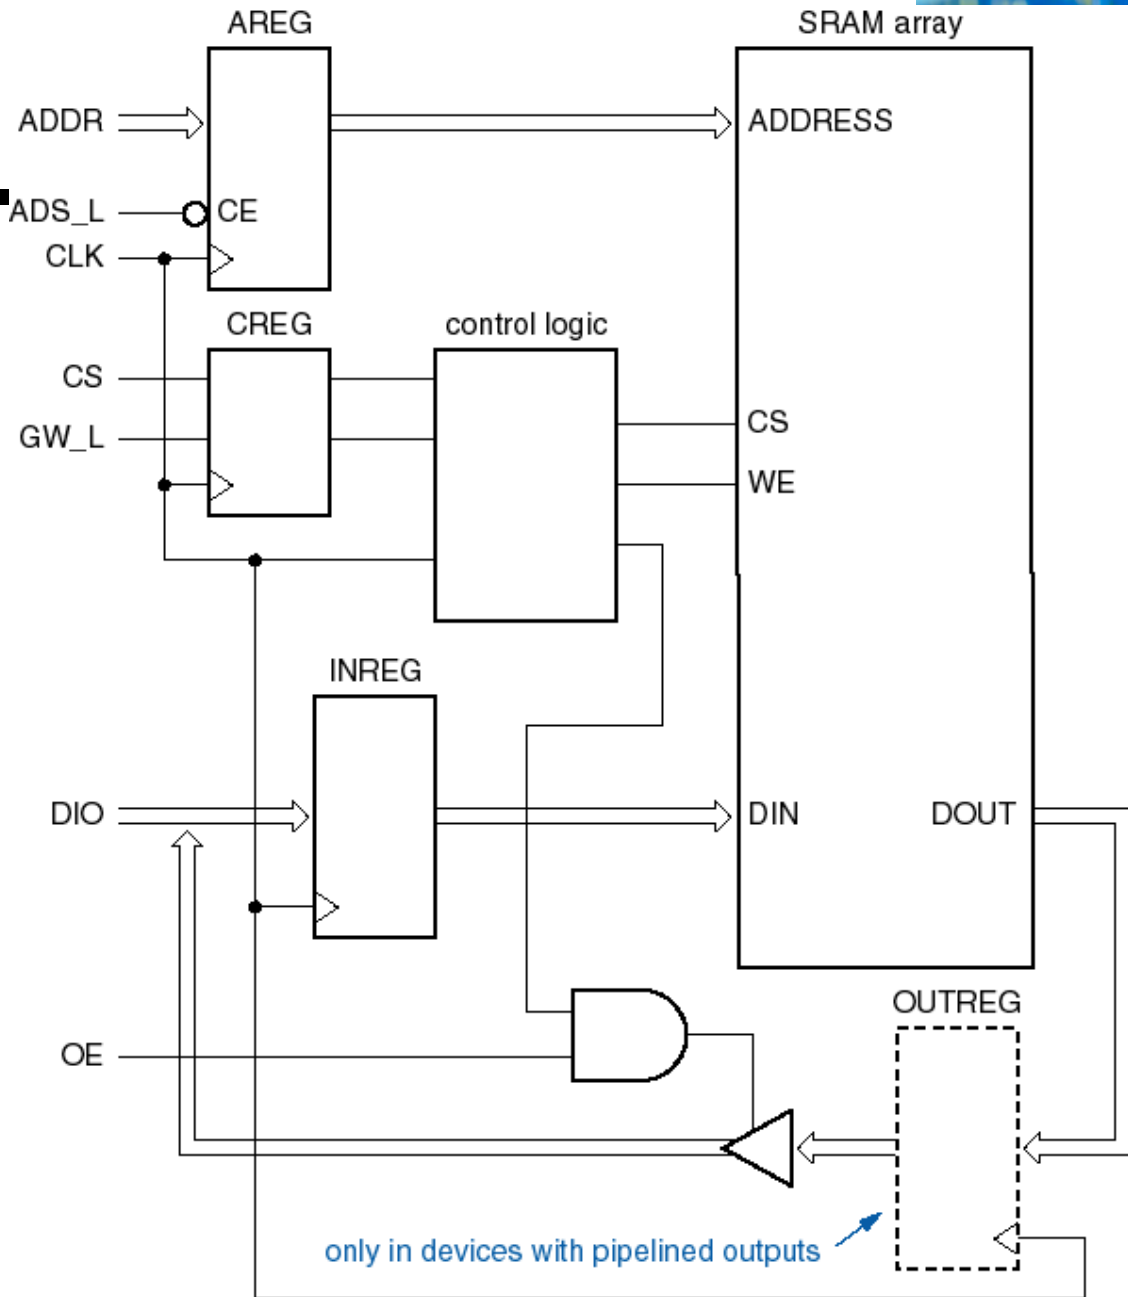 AREG
SRAM array
ADDR
ADDRESS
ADS_L
CE
CLK
CREG
control logic
CS
CS
GW_L
WE
INREG
DIO
DIN
DOUT
OUTREG
OE
only in devices with pipelined outputs